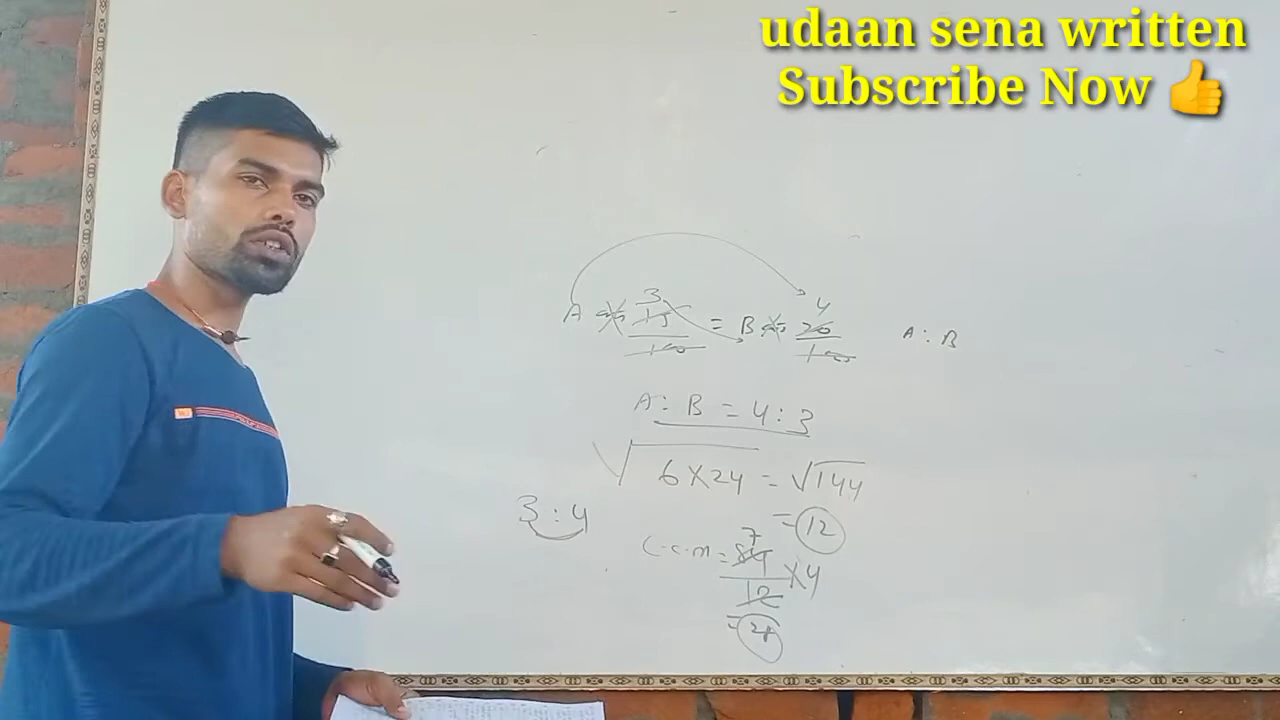 udaan sena written
Subscribe Now 👍
3 4
A का 15/100 = B का 20/100 A : B
A : B = 4 : 3
√6×24 = √144
= 12
3 : 4
L.C.M = 84/12 × 4
7
= 28